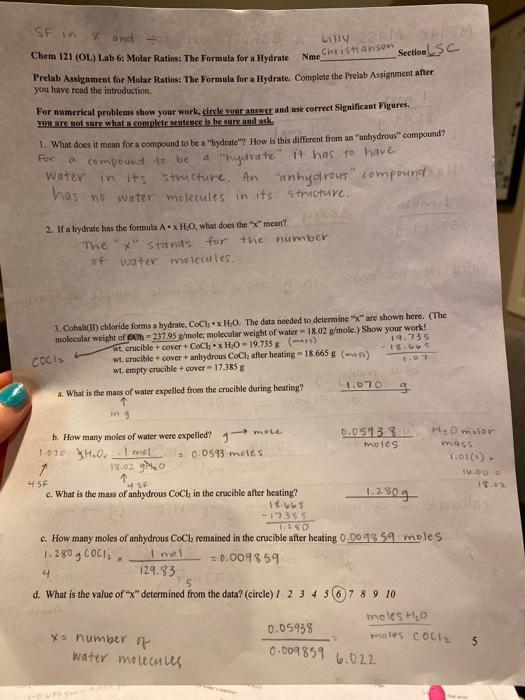 SF in x and ÷
Lilly
Chem 121 (OL) Lab 6: Molar Ratios: The Formula for a Hydrate Nme Christianson Section LSC
Prelab Assignment for Molar Ratios: The Formula for a Hydrate. Complete the Prelab Assignment after
you have read the introduction.
For numerical problems show your work, circle your answer and use correct Significant Figures.
you are not sure what a complete sentence is be sure and ask.
1. What does it mean for a compound to be a "hydrate"? How is this different from an "anhydrous" compound?
For a compound to be a "hydrate" it has to have
water in its structure. An "anhydrous" compound
has no water molecules in its structure.
2. If a hydrate has the formula A • x H₂O, what does the "x" mean?
The "x" stands for the number
of water molecules.
3. Cobalt(II) chloride forms a hydrate, CoCl₂ • x H₂O. The data needed to determine "x" are shown here. (The
molecular weight of = 237.95 g/mole; molecular weight of water = 18.02 g/mole.) Show your work!
COCl₂ wt. crucible + cover + CoCl₂ • x H₂O = 19.735 g (mass) 19.735
wt. crucible + cover + anhydrous CoCl₂ after heating = 18.665 g (mass) - 18.665
wt. empty crucible + cover = 17.385 g 1.07
a. What is the mass of water expelled from the crucible during heating? 1.070 g
↑
in g
b. How many moles of water were expelled? g → mole 0.05938 moles
H₂O molar
mass
1.01(2) +
16.00 =
18.02
1.070 g H₂O x 1 mol / 18.02 g H₂O = 0.0593 moles
↑ 4 SF ↑ 4 SF
c. What is the mass of anhydrous CoCl₂ in the crucible after heating? 1.280 g
18.665
- 17.385
1.280
c. How many moles of anhydrous CoCl₂ remained in the crucible after heating 0.009859 moles
1.280 g COCl₂ x 1 mol / 129.83 = 0.009859
4 5
d. What is the value of "x" determined from the data? (circle) 1 2 3 4 5 6 7 8 9 10
x = number of
water molecules
0.05938 / 0.009859 = moles H₂O / moles COCl₂
6.022
5